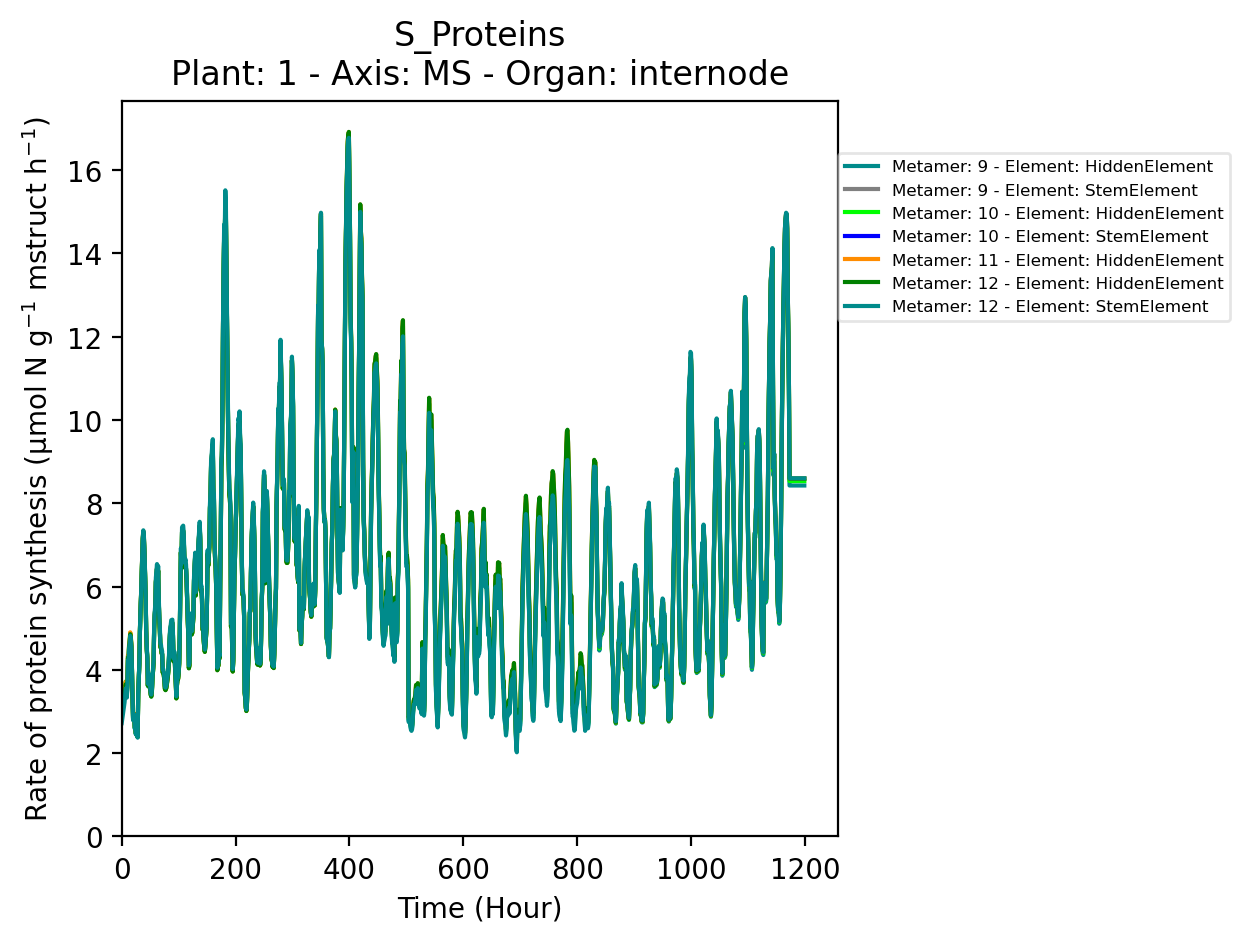 S_Proteins
Plant: 1 - Axis: MS - Organ: internode
Rate of protein synthesis (µmol N g⁻¹ mstruct h⁻¹)
16
14
12
10
8
6
4
2
0
0 200 400 600 800 1000 1200
Time (Hour)
Metamer: 9 - Element: HiddenElement
Metamer: 9 - Element: StemElement
Metamer: 10 - Element: HiddenElement
Metamer: 10 - Element: StemElement
Metamer: 11 - Element: HiddenElement
Metamer: 12 - Element: HiddenElement
Metamer: 12 - Element: StemElement